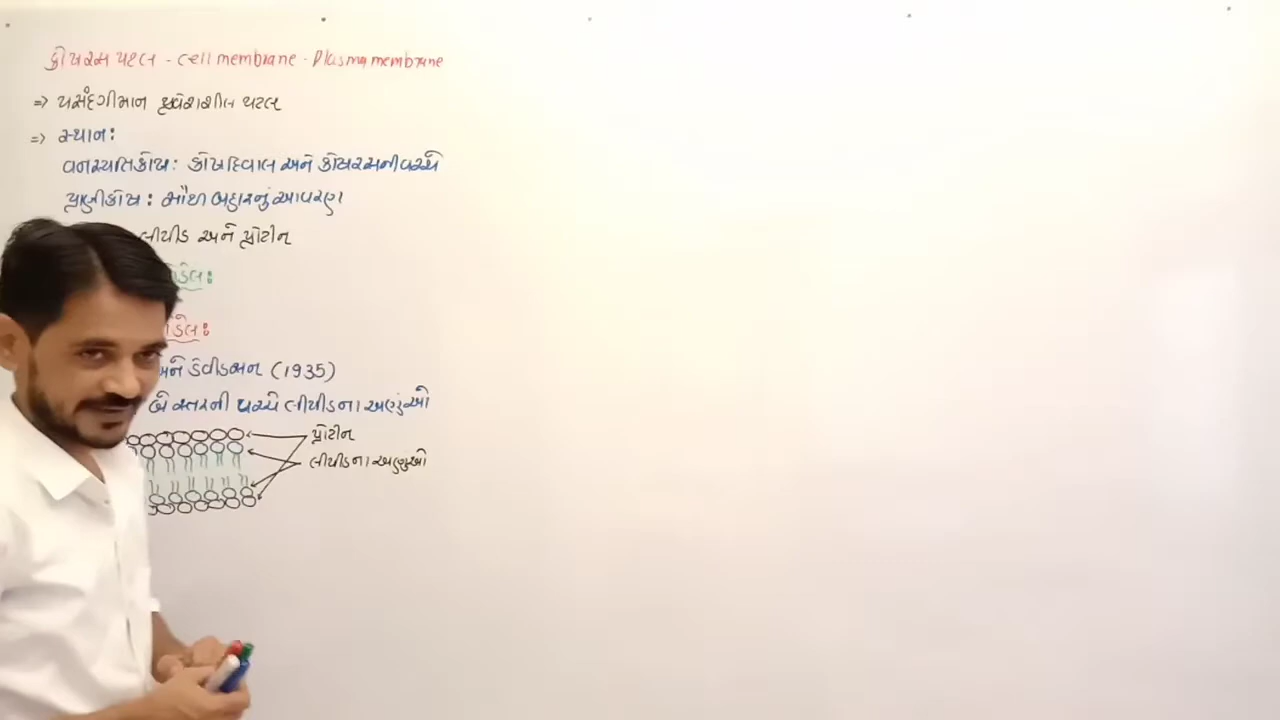 કોષરસ પટલ - cell membrane - Plasma membrane
=> પસંદગીમાન પ્રવેશશીલ પટલ
=> સ્થાન:
વનસ્પતિકોષ: કોષદિવાલ અને કોષરસની વચ્ચે
પ્રાણીકોષ: સૌથી બહારનું આવરણ
લીપીડ અને પ્રોટીન
ડેલ:
ડેલ:
અને ડેવીડસન (1935)
બે સ્તરની વચ્ચે લીપીડના અણુંઓ
પ્રોટીન
લીપીડના અણુઓ